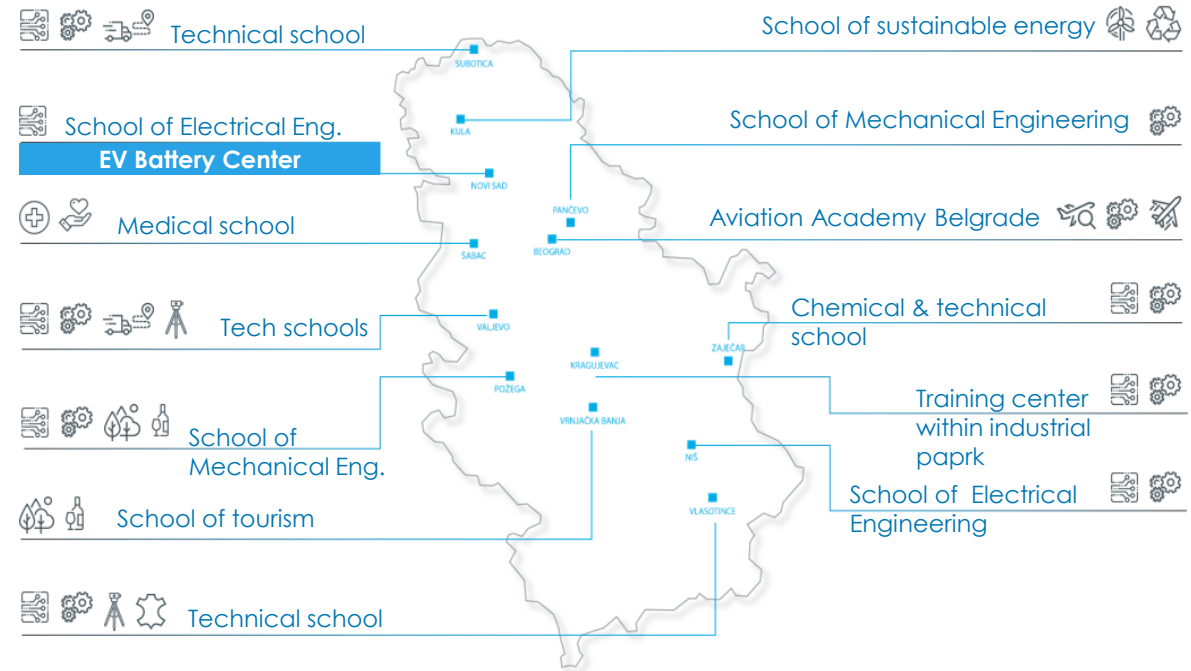 Technical school
School of sustainable energy
SUBOTICA
School of Electrical Eng.
EV Battery Center
KULA
School of Mechanical Engineering
NOVI SAD
Medical school
PANČEVO
Aviation Academy Belgrade
ŠABAC
BEOGRAD
Tech schools
VALJEVO
Chemical & technical
school
ZAJEČAR
KRAGUJEVAC
POŽEGA
Training center
within industrial
paprk
VRNJAČKA BANJA
School of
Mechanical Eng.
NIŠ
School of Electrical
Engineering
School of tourism
VLASOTINCE
Technical school